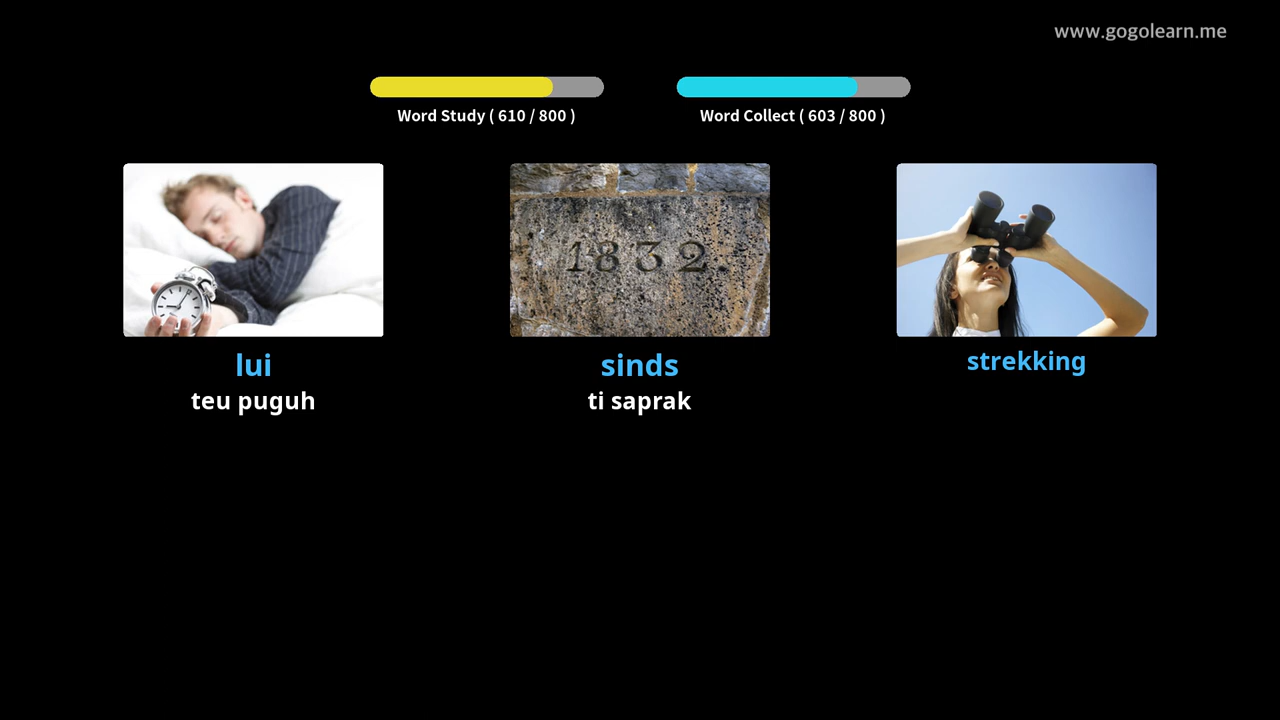 www.gogolearn.me
Word Study ( 610 / 800 )
Word Collect ( 603 / 800 )
1832.
lui
sinds
strekking
teu puguh
ti saprak